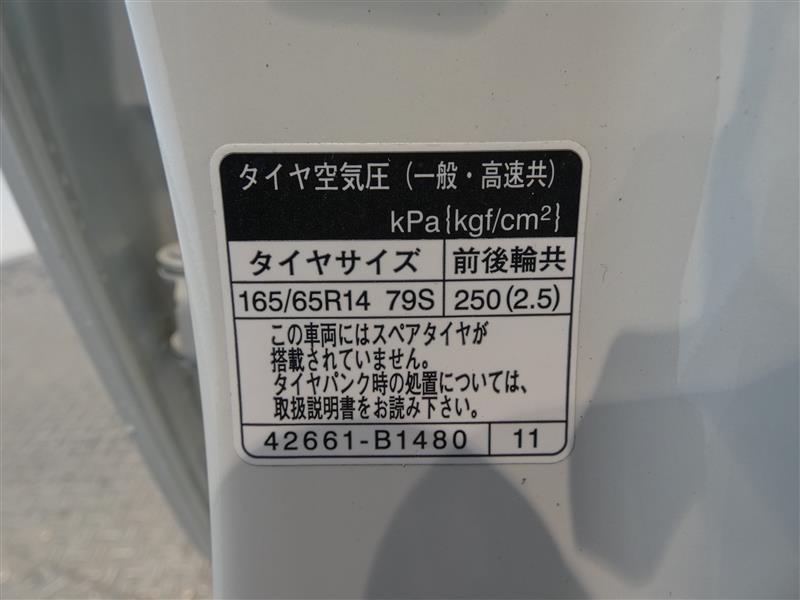 タイヤ空気圧（一般・高速共）
kPa{kgf/cm²}
タイヤサイズ 前後輪共
165/65R14 79S 250(2.5)
この車両にはスペアタイヤが
搭載されていません。
タイヤパンク時の処置については、
取扱説明書をお読み下さい。
42661-B1480 11